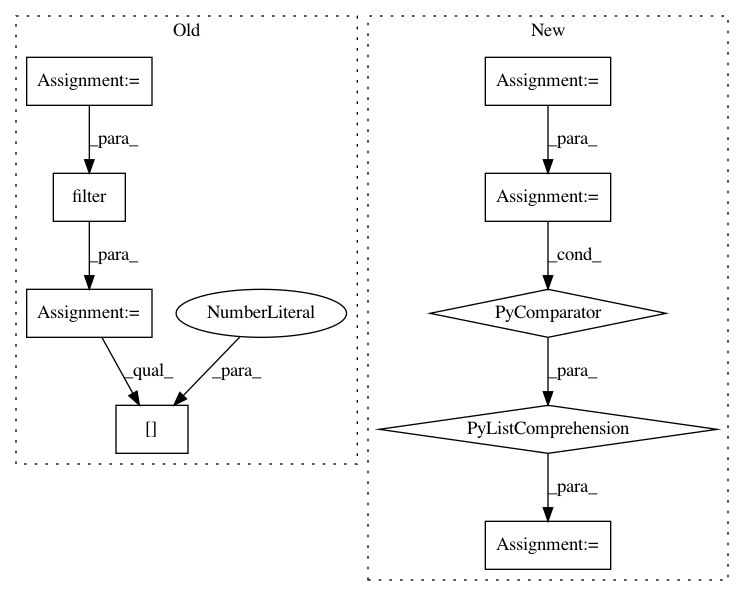 Old
New
Assignment:=
Assignment:=
_para_
_para_
filter
Assignment:=
_para_
_cond_
Assignment:=
NumberLiteral
PyComparator
_qual_
_para_
_para_
[]
PyListComprehension
_para_
Assignment:=